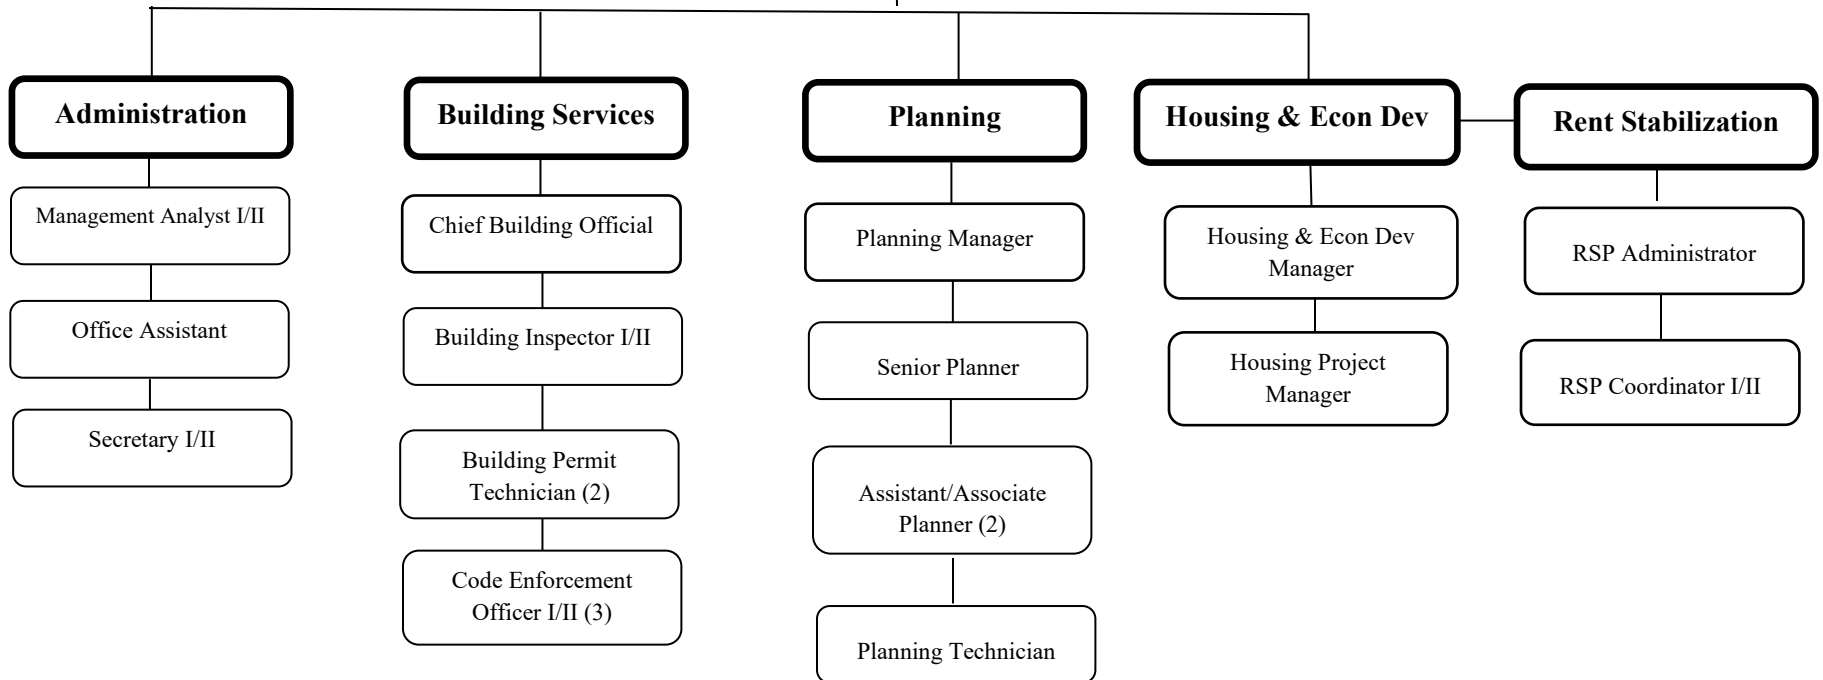 Administration
Management Analyst I/II
Office Assistant
Secretary I/II
Building Services
Chief Building Official
Building Inspector I/II
Building Permit
Technician (2)
Code Enforcement
Officer I/II (3)
Planning
Planning Manager
Senior Planner
Assistant/Associate
Planner (2)
Planning Technician
Housing & Econ Dev
Housing & Econ Dev
Manager
Housing Project
Manager
Rent Stabilization
RSP Administrator
RSP Coordinator I/II